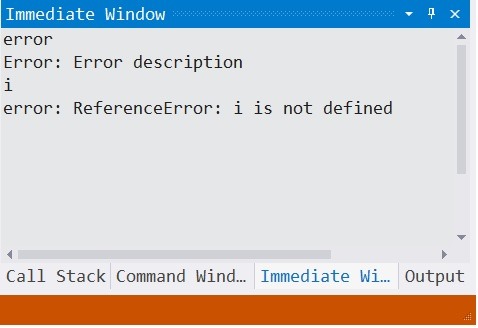 Immediate Window
error
Error: Error description
i
error: ReferenceError: i is not defined
Call Stack Command Wind... Immediate Wi... Output